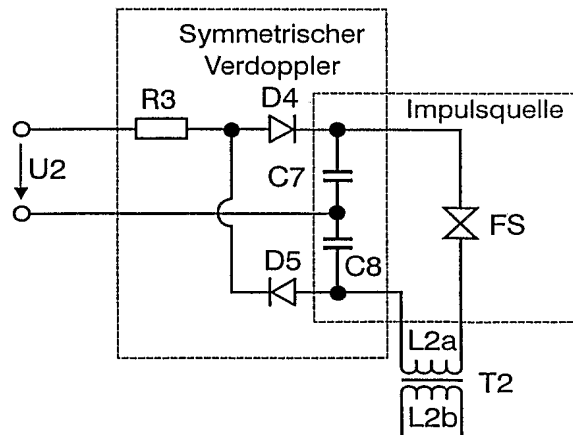 Symmetrischer
Verdoppler
R3
D4
Impulsquelle
U2
C7
FS
D5
C8
L2a
T2
L2b